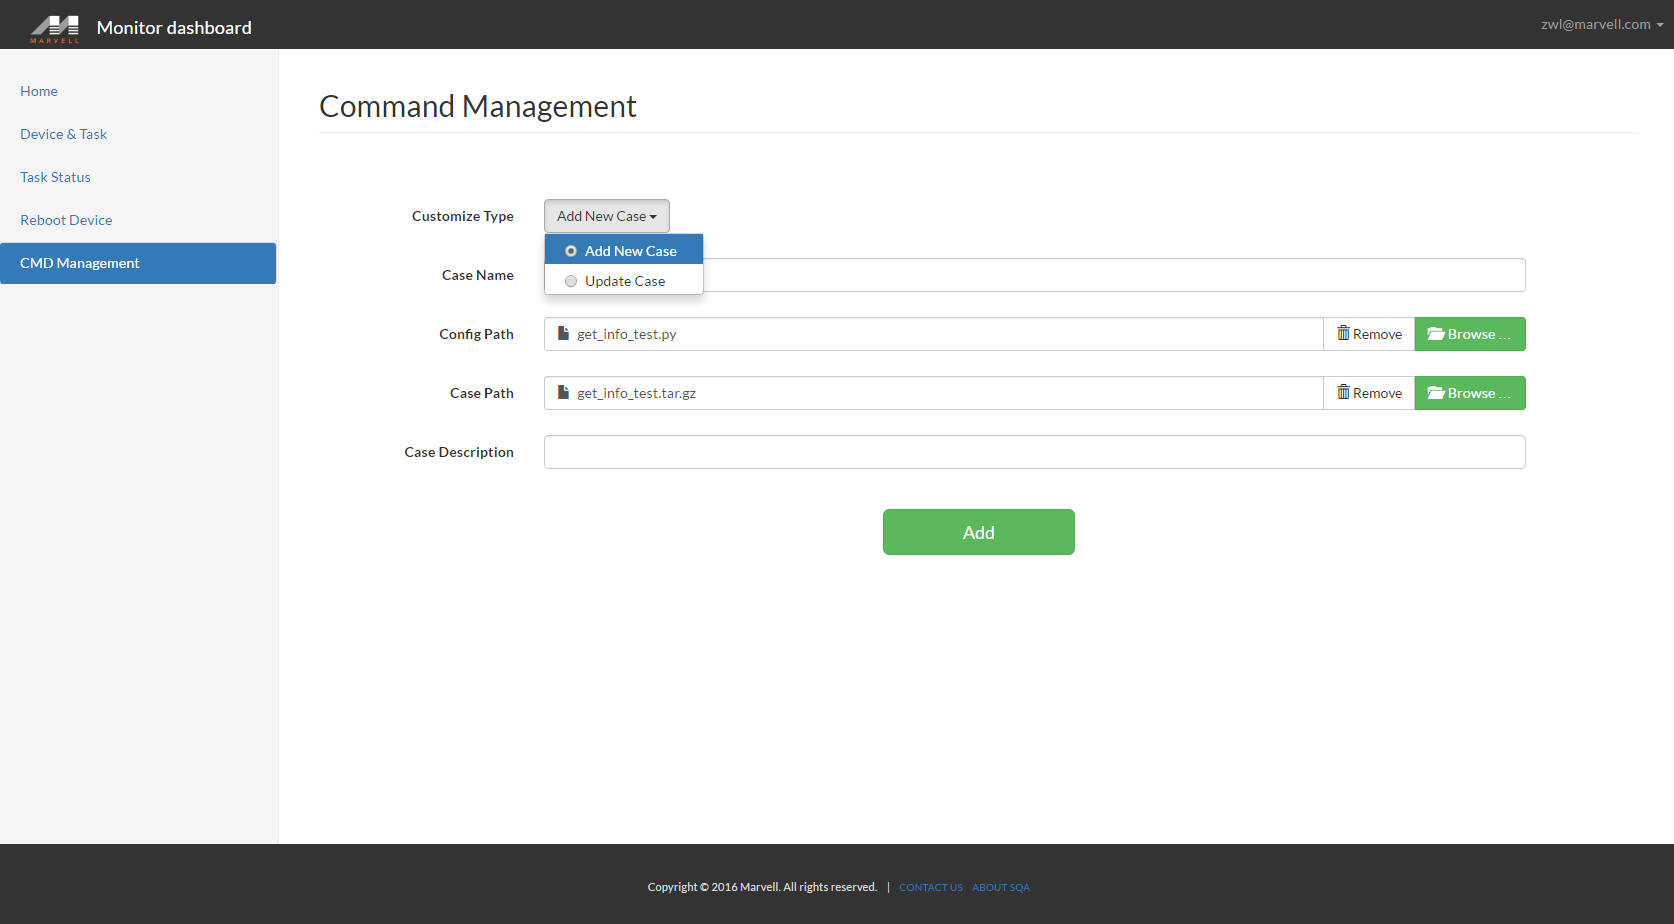 MARVELL
Monitor dashboard
zwl@marvell.com
Home
Device & Task
Task Status
Reboot Device
CMD Management
Command Management
Customize Type
Add New Case
Add New Case
Update Case
Case Name
Config Path
get_info_test.py
Remove
Browse ...
Case Path
get_info_test.tar.gz
Remove
Browse ...
Case Description
Add
Copyright © 2016 Marvell. All rights reserved. | CONTACT US ABOUT SQA